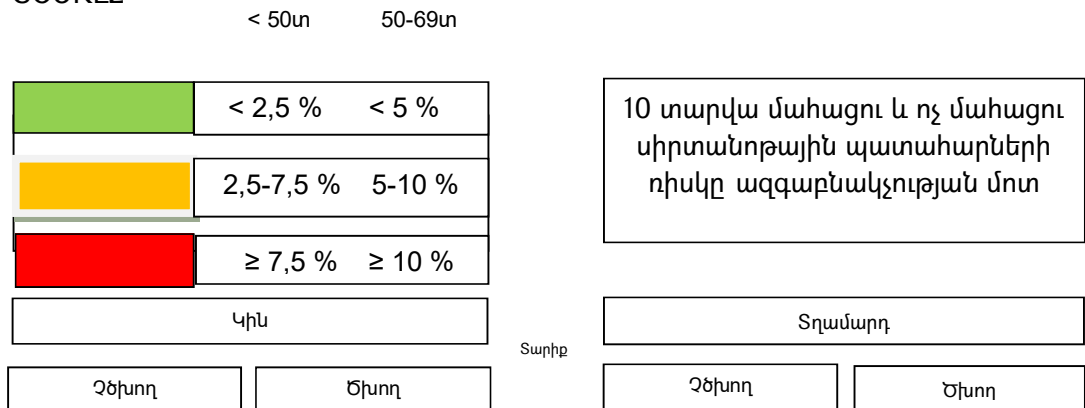 < 50տ 50-69տ
< 2,5 % < 5 %
2,5-7,5 % 5-10 %
≥ 7,5 % ≥ 10 %
10 տարվա մահացու և ոչ մահացու
սիրտանոթային պատահարների
ռիսկը ազգաբնակչության մոտ
Կին
Տղամարդ
Տարիք
Չծխող
Ծխող
Չծխող
Ծխող